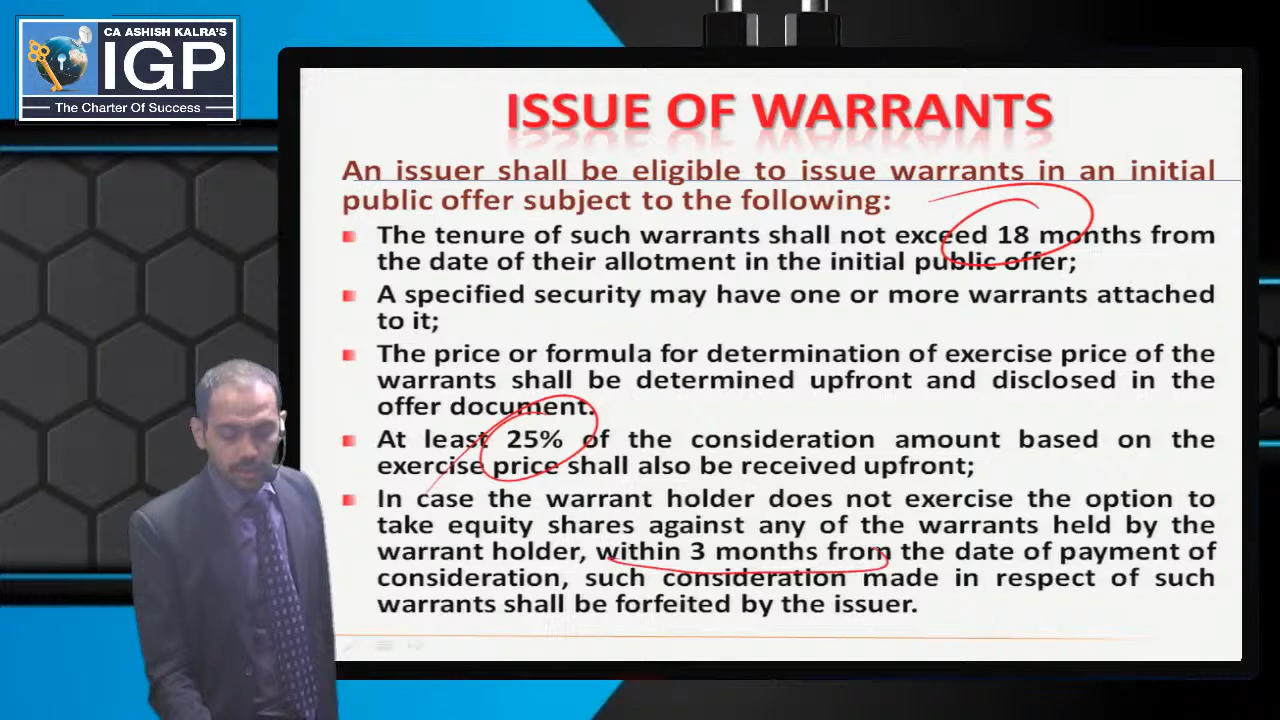 CA ASHISH KALRA'S
IGP
The Charter Of Success
ISSUE OF WARRANTS
An issuer shall be eligible to issue warrants in an initial
public offer subject to the following:
The tenure of such warrants shall not exceed 18 months from
the date of their allotment in the initial public offer;
A specified security may have one or more warrants attached
to it;
The price or formula for determination of exercise price of the
warrants shall be determined upfront and disclosed in the
offer document.
At least 25% of the consideration amount based on the
exercise price shall also be received upfront;
In case the warrant holder does not exercise the option to
take equity shares against any of the warrants held by the
warrant holder, within 3 months from the date of payment of
consideration, such consideration made in respect of such
warrants shall be forfeited by the issuer.